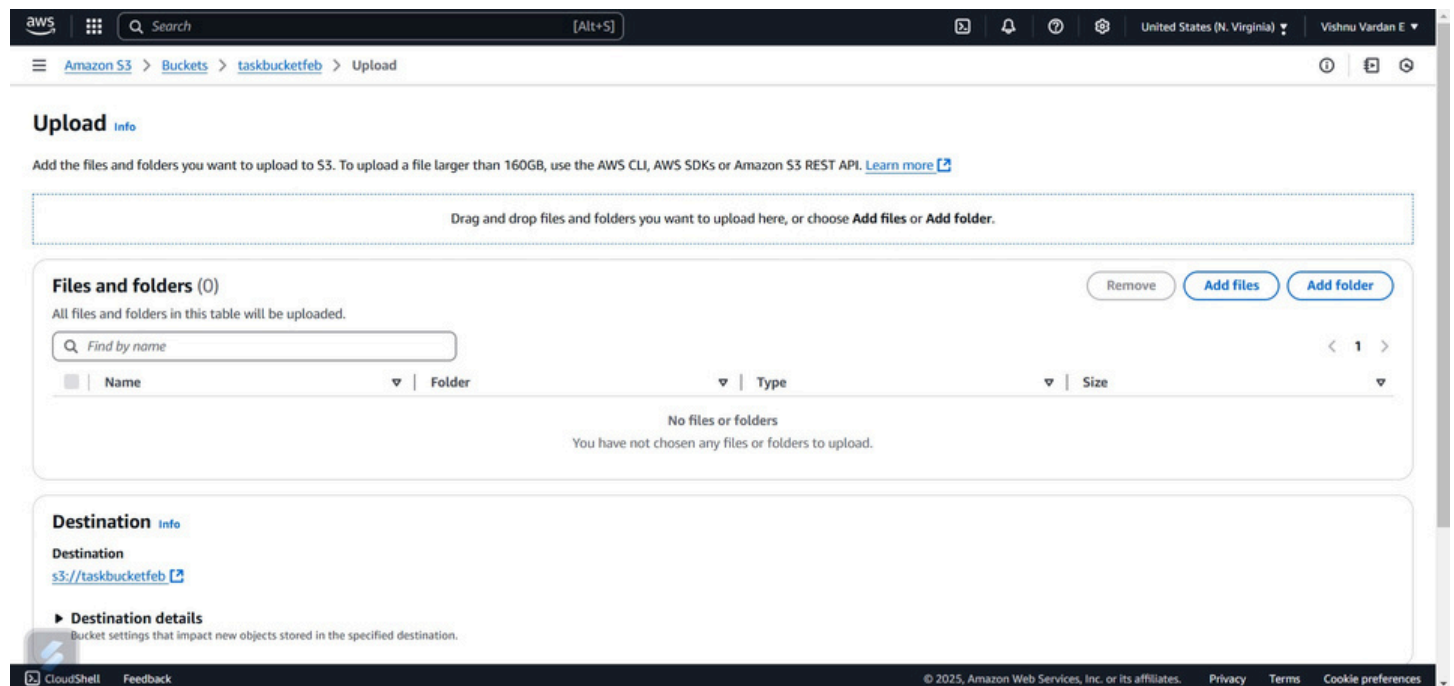 aws
Search [Alt+S]
United States (N. Virginia)
Vishnu Vardan E
Amazon S3 > Buckets > taskbucketfeb > Upload
Upload Info
Add the files and folders you want to upload to S3. To upload a file larger than 160GB, use the AWS CLI, AWS SDKs or Amazon S3 REST API. Learn more
Drag and drop files and folders you want to upload here, or choose Add files or Add folder.
Files and folders (0)
Remove
Add files
Add folder
All files and folders in this table will be uploaded.
Find by name
< 1 >
Name Folder Type Size
No files or folders
You have not chosen any files or folders to upload.
Destination Info
Destination
s3://taskbucketfeb
Destination details
Bucket settings that impact new objects stored in the specified destination.
CloudShell Feedback
© 2025, Amazon Web Services, Inc. or its affiliates. Privacy Terms Cookie preferences